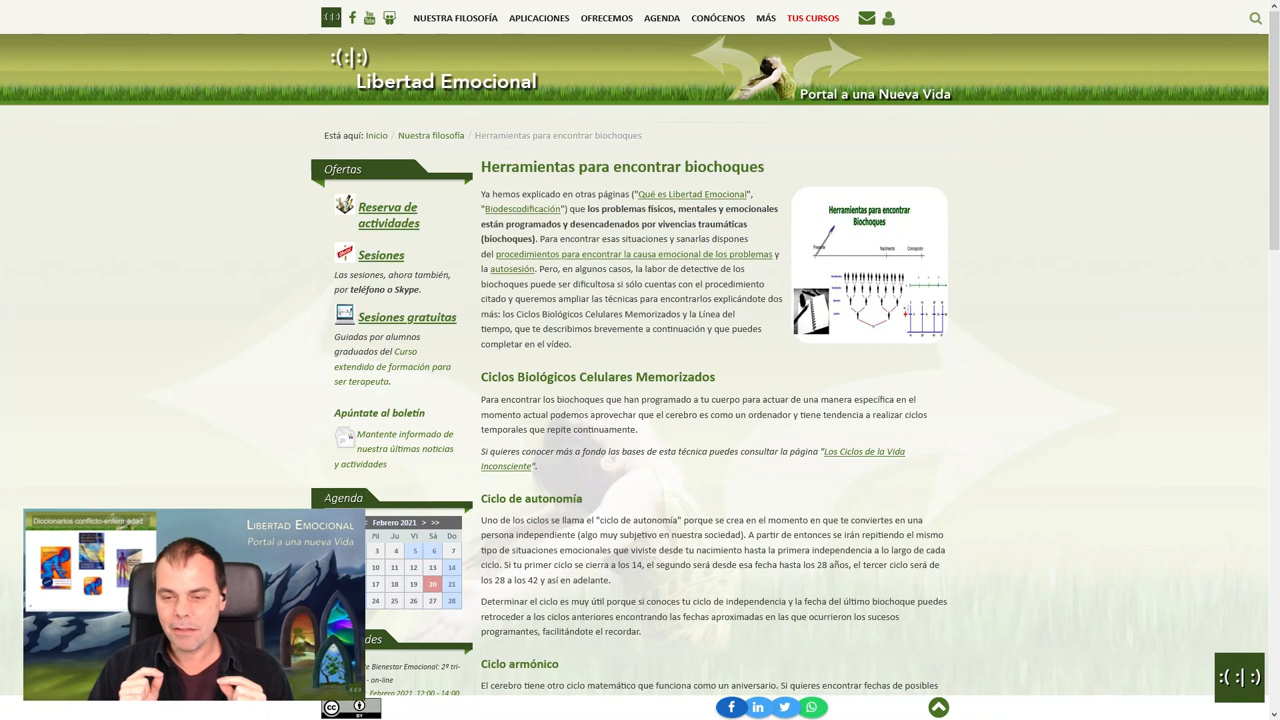 NUESTRA FILOSOFÍA APLICACIONES OFRECEMOS AGENDA CONÓCENOS MÁS TUS CURSOS
:(:|:)
Libertad Emocional
Portal a una Nueva Vida
Está aquí: Inicio / Nuestra filosofía / Herramientas para encontrar biochoques
Ofertas
Reserva de
actividades
Sesiones
Las sesiones, ahora también,
por teléfono o Skype.
Sesiones gratuitas
Guiadas por alumnos
graduados del Curso
extendido de formación para
ser terapeuta.
Apúntate al boletín
Mantente informado de
nuestra últimas noticias
y actividades
Agenda
< Febrero 2021 > >>
Mi Ju Vi Sá Do
3 4 5 6 7
10 11 12 13 14
17 18 19 20 21
24 25 26 27 28
des
e Bienestar Emocional: 2º tri-
- on-line
Febrero 2021, 12:00 - 14:00
Herramientas para encontrar biochoques
Ya hemos explicado en otras páginas ("Qué es Libertad Emocional",
"Biodescodificación") que los problemas físicos, mentales y emocionales
están programados y desencadenados por vivencias traumáticas
(biochoques). Para encontrar esas situaciones y sanarlas dispones
del procedimientos para encontrar la causa emocional de los problemas y
la autosesión. Pero, en algunos casos, la labor de detective de los
biochoques puede ser dificultosa si sólo cuentas con el procedimiento
citado y queremos ampliar las técnicas para encontrarlos explicándote dos
más: los Ciclos Biológicos Celulares Memorizados y la Línea del
tiempo, que te describimos brevemente a continuación y que puedes
completar en el vídeo.
Herramientas para encontrar
Biochoques
Presente
Nacimiento
Concepción
Ciclos Biológicos Celulares Memorizados
Para encontrar los biochoques que han programado a tu cuerpo para actuar de una manera específica en el
momento actual podemos aprovechar que el cerebro es como un ordenador y tiene tendencia a realizar ciclos
temporales que repite continuamente.
Si quieres conocer más a fondo las bases de esta técnica puedes consultar la página "Los Ciclos de la Vida
Inconsciente".
Ciclo de autonomía
Uno de los ciclos se llama el "ciclo de autonomía" porque se crea en el momento en que te conviertes en una
persona independiente (algo muy subjetivo en nuestra sociedad). A partir de entonces se irán repitiendo el mismo
tipo de situaciones emocionales que viviste desde tu nacimiento hasta la primera independencia a lo largo de cada
ciclo. Si tu primer ciclo se cierra a los 14, el segundo será desde esa fecha hasta los 28 años, el tercer ciclo será de
los 28 a los 42 y así en adelante.
Determinar el ciclo es muy útil porque si conoces tu ciclo de independencia y la fecha del último biochoque puedes
retroceder a los ciclos anteriores encontrando las fechas aproximadas en las que ocurrieron los sucesos
programantes, facilitándote el recordar.
Ciclo armónico
El cerebro tiene otro ciclo matemático que funciona como un aniversario. Si quieres encontrar fechas de posibles
Diccionarios conflicto-enfermedad
LIBERTAD EMOCIONAL
Portal a una nueva Vida
BY